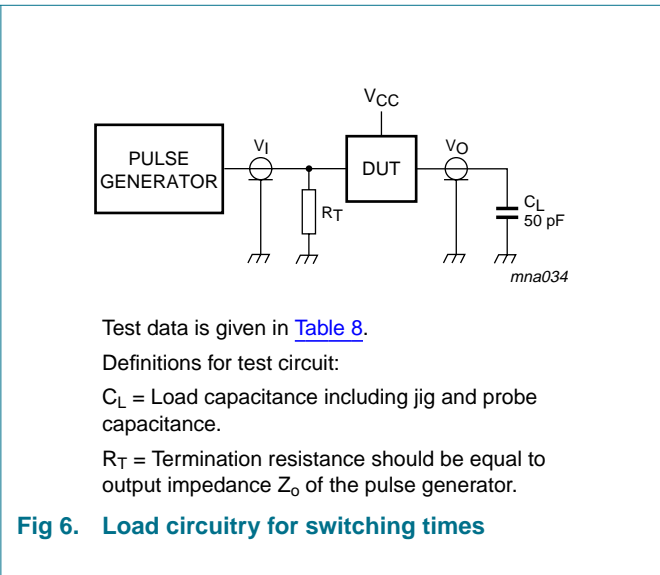 VCC
PULSE
GENERATOR
VI
DUT
VO
RT
CL
50 pF
mna034
Test data is given in Table 8.
Definitions for test circuit:
CL = Load capacitance including jig and probe
capacitance.
RT = Termination resistance should be equal to
output impedance Zo of the pulse generator.
Fig 6. Load circuitry for switching times